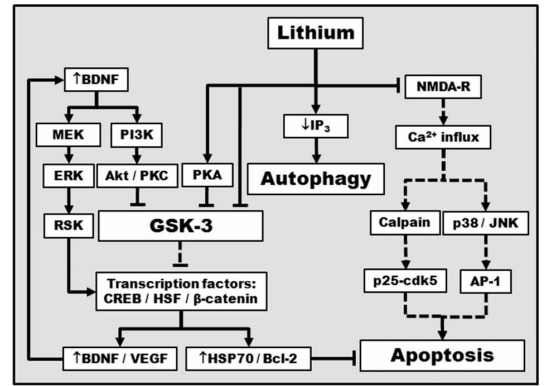 Lithium
↑BDNF
NMDA-R
MEK
PI3K
↓IP₃
Ca²⁺ influx
ERK
Akt / PKC
PKA
Autophagy
RSK
GSK-3
Calpain
p38 / JNK
Transcription factors:
CREB / HSF / β-catenin
p25-cdk5
AP-1
↑BDNF / VEGF
↑HSP70 / Bcl-2
Apoptosis